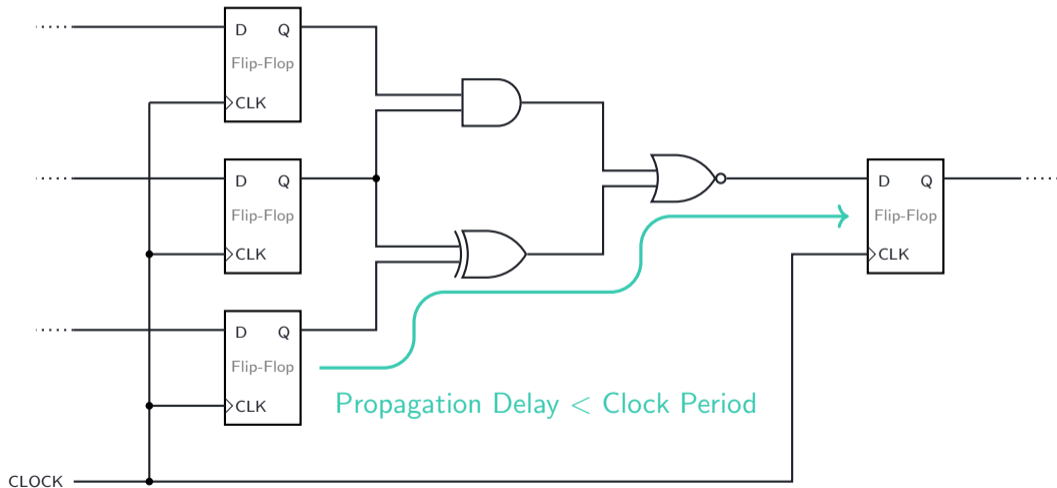 D Q
Flip-Flop
CLK
D Q
Flip-Flop
CLK
D Q
Flip-Flop
CLK
D Q
Flip-Flop
CLK
Propagation Delay < Clock Period
CLOCK